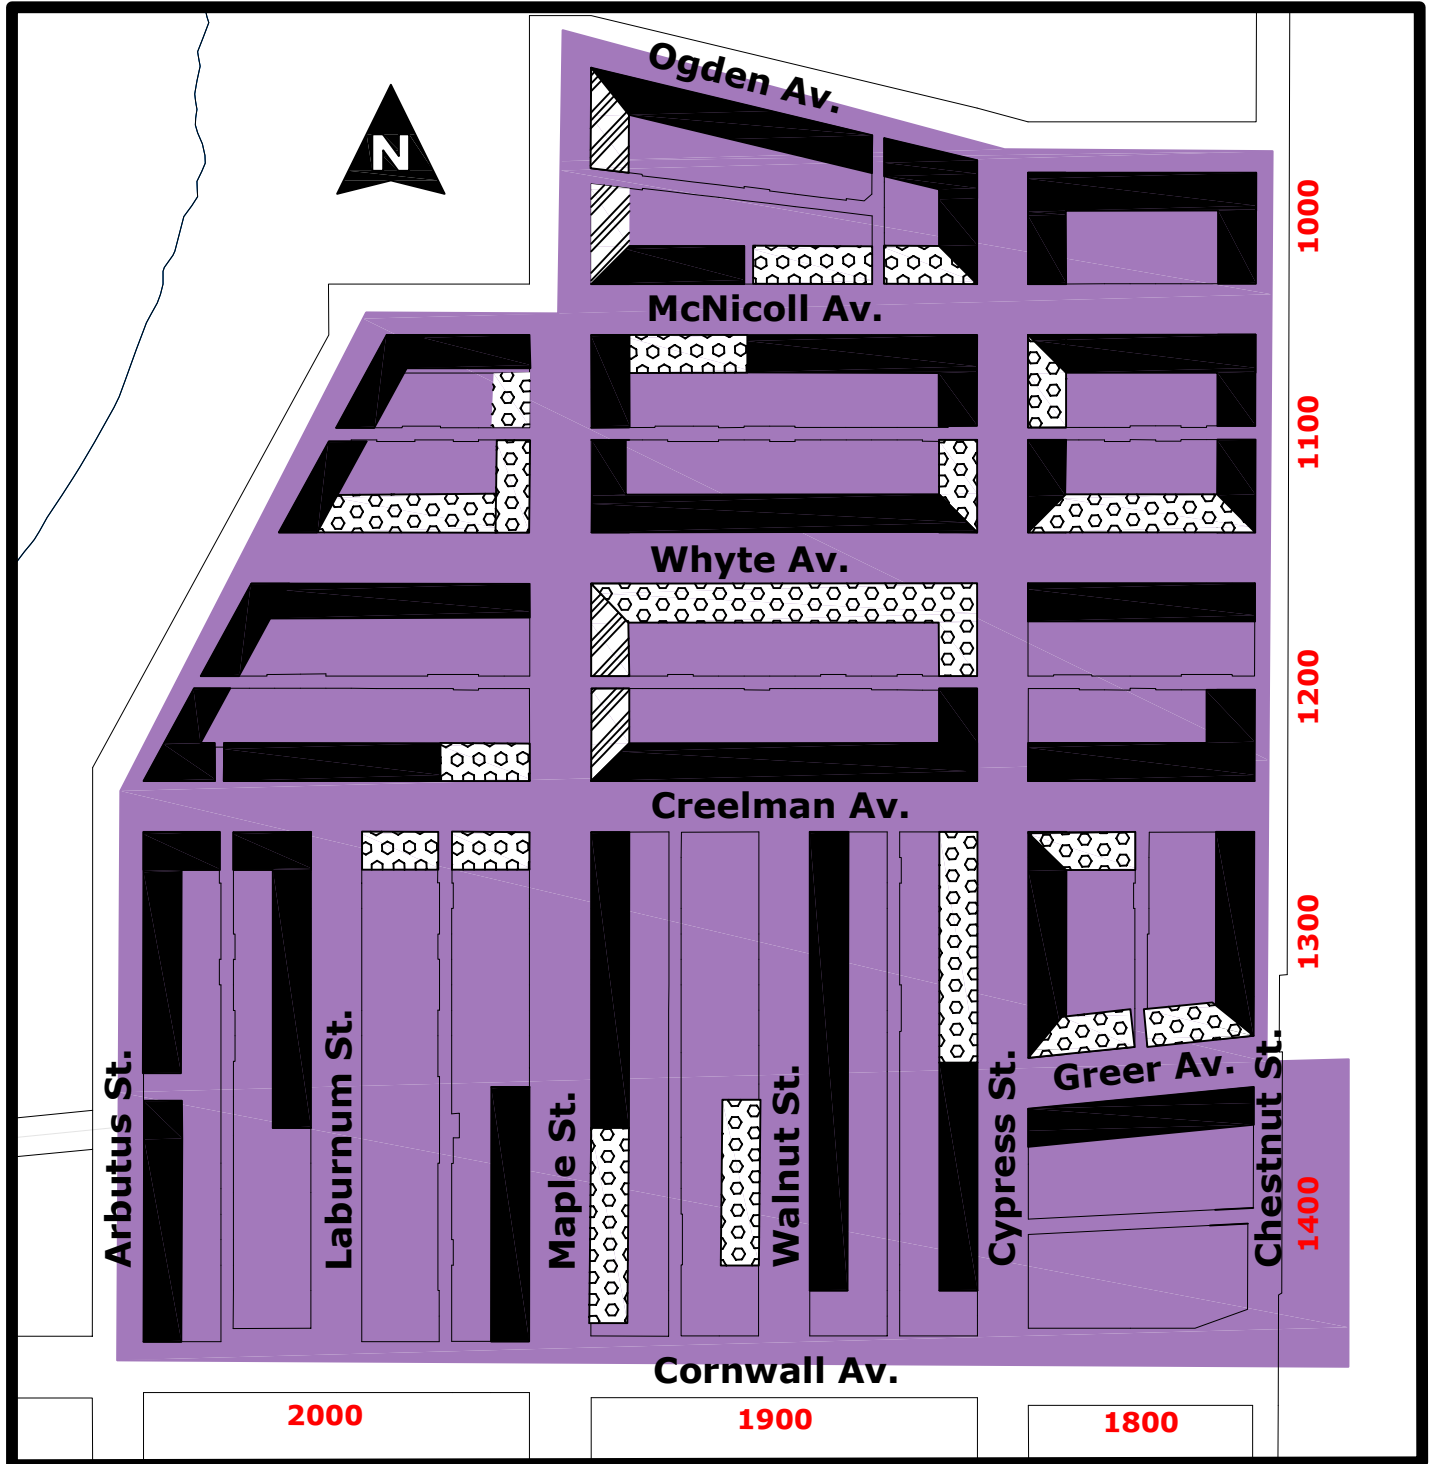 Ogden Av.
N
1000
McNicoll Av.
1100
Whyte Av.
1200
Creelman Av.
1300
Arbutus St.
Laburnum St.
Maple St.
Walnut St.
Cypress St.
Greer Av.
Chestnut St.
1400
Cornwall Av.
2000
1900
1800